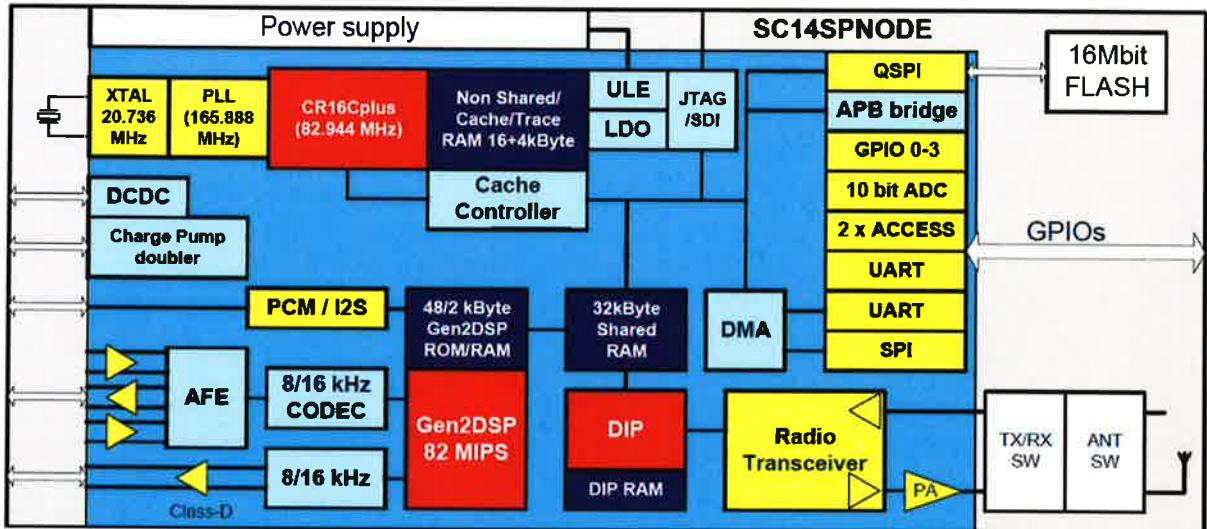 Power supply
SC14SPNODE
XTAL
20.736
MHz
PLL
(165.888
MHz)
CR16Cplus
(82.944 MHz)
Non Shared/
Cache/Trace
RAM 16+4kByte
ULE
LDO
JTAG
/SDI
QSPI
APB bridge
GPIO 0-3
10 bit ADC
2 x ACCESS
UART
UART
SPI
16Mbit
FLASH
Cache
Controller
DCDC
Charge Pump
doubler
GPIOs
PCM / I2S
48/2 kByte
Gen2DSP
ROM/RAM
32kByte
Shared
RAM
DMA
AFE
8/16 kHz
CODEC
Gen2DSP
82 MIPS
DIP
DIP RAM
Radio
Transceiver
TX/RX
SW
ANT
SW
8/16 kHz
Class-D
PA